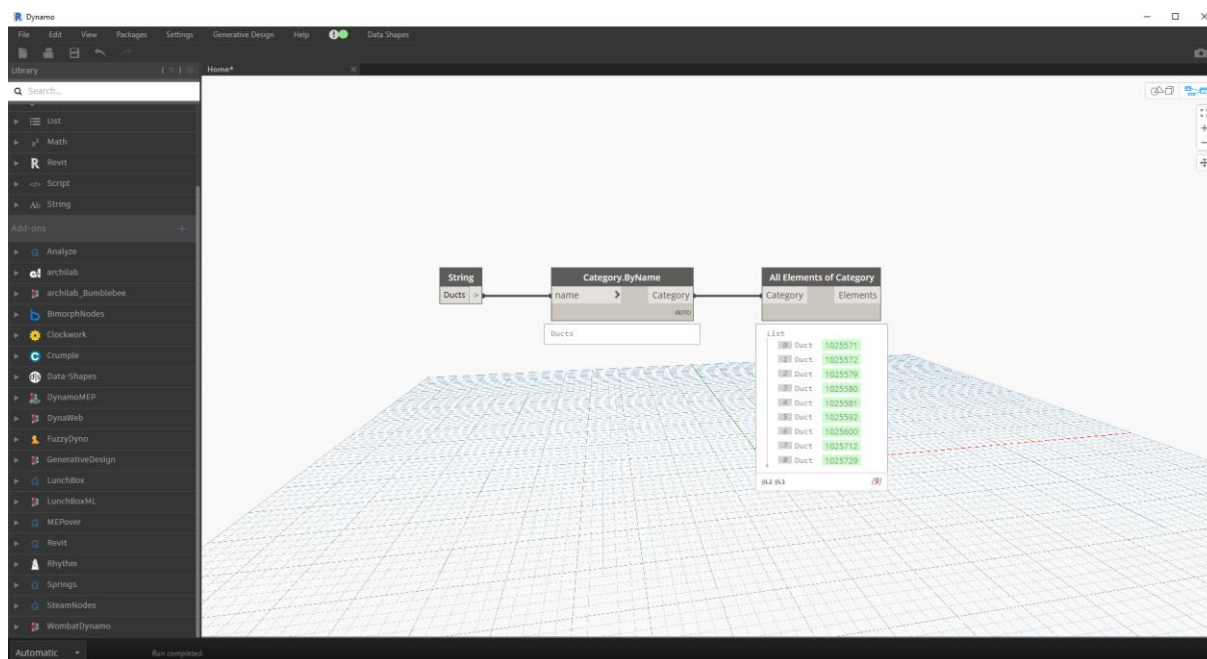 Dynamo
File Edit View Packages Settings Generative Design Help Data Shapes
Library
Home*
Search...
List
Math
Revit
Script
String
Add-ons
Analyze
archilab
archilab_Bumblebee
BimorphNodes
Clockwork
Crumple
Data-Shapes
DynamoMEP
DynaWeb
FuzzyDyno
GenerativeDesign
LunchBox
LunchBoxML
MEPover
Revit
Rhythm
Springs
SteamNodes
WombatDynamo
String
Ducts >
Category.ByName
name > Category
AUTO
Ducts
All Elements of Category
Category Elements
List
0 Duct 1025571
1 Duct 1025572
2 Duct 1025579
3 Duct 1025580
4 Duct 1025581
5 Duct 1025592
6 Duct 1025600
7 Duct 1025712
8 Duct 1025729
@L2 @L1 {9}
Automatic
Run completed.